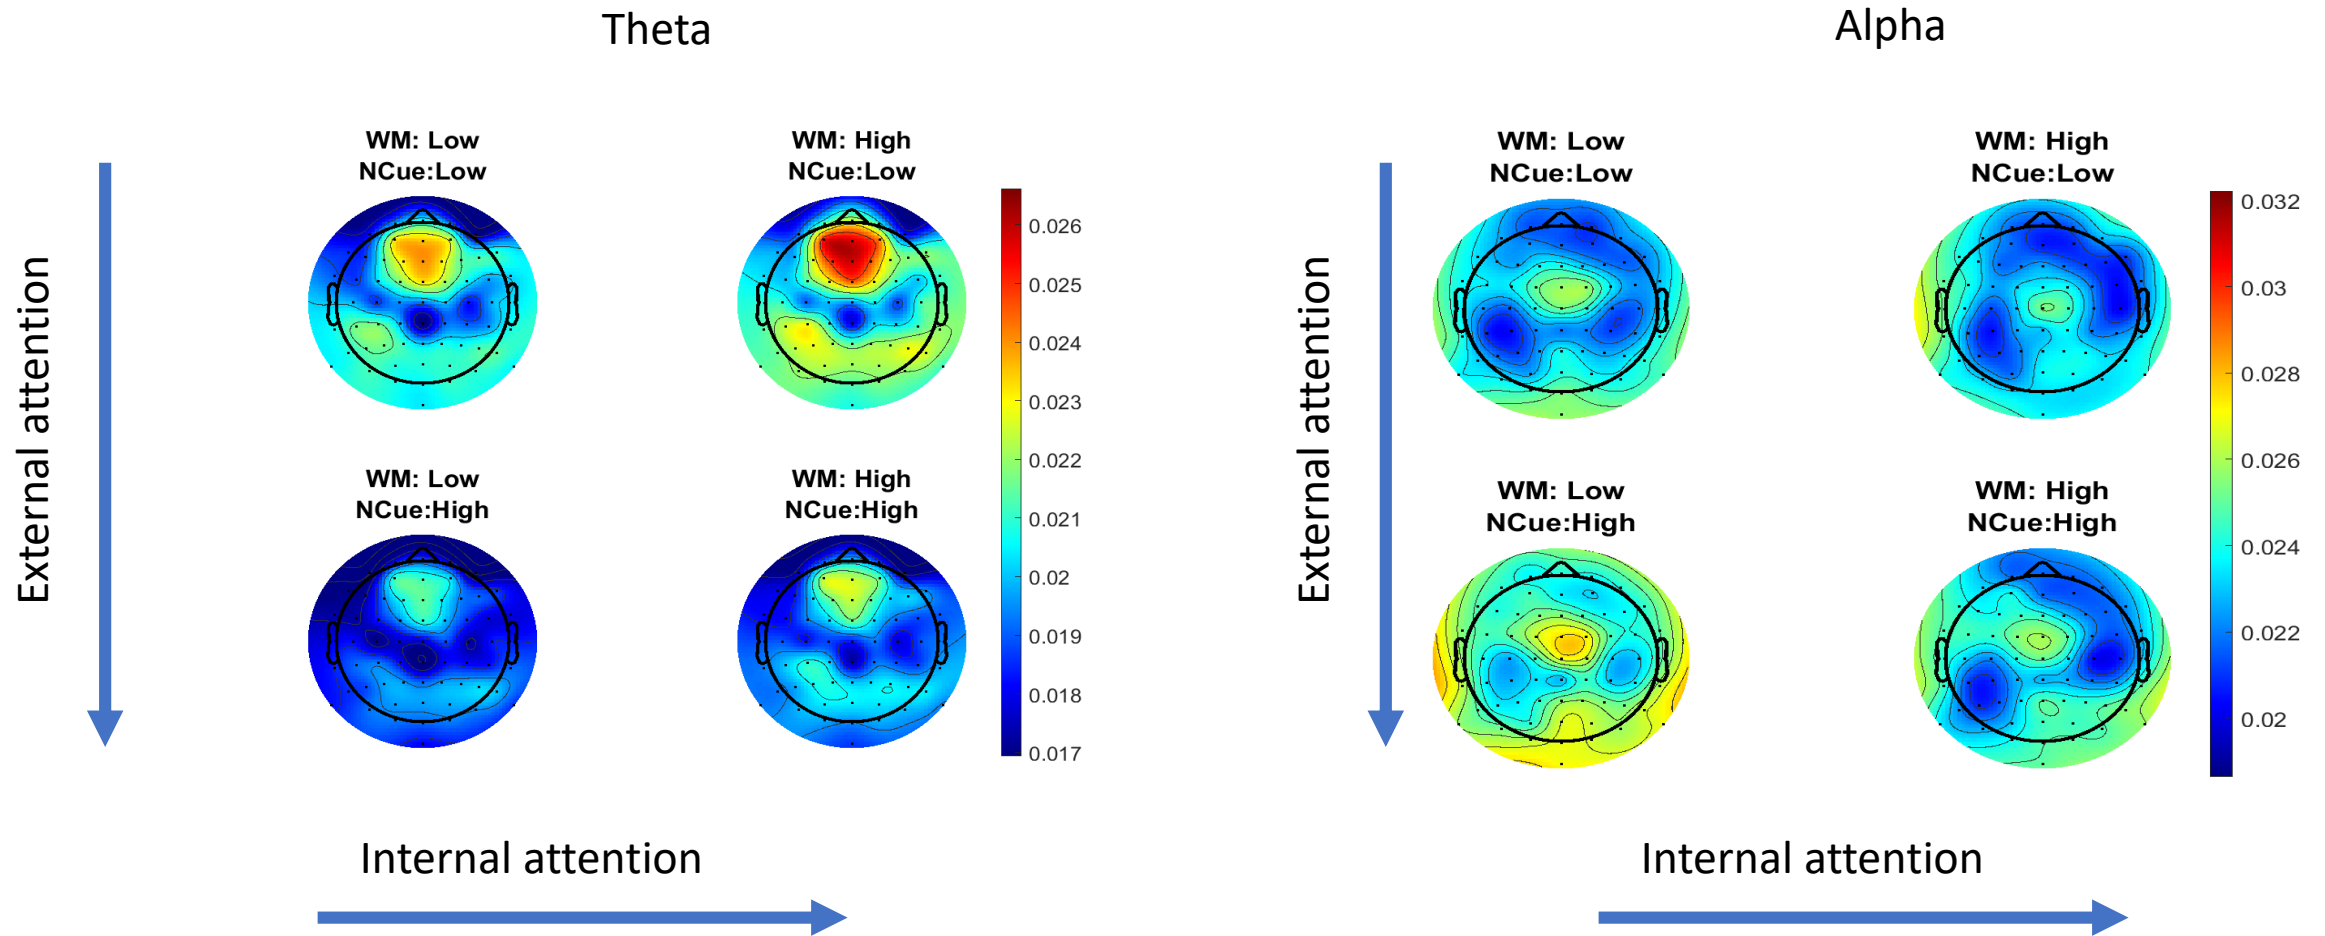 Theta
WM: Low
NCue:Low
WM: High
NCue:Low
0.026
0.025
0.024
0.023
0.022
0.021
0.02
0.019
0.018
0.017
WM: Low
NCue:High
WM: High
NCue:High
External attention
Internal attention
Alpha
WM: Low
NCue:Low
WM: High
NCue:Low
0.032
0.03
0.028
0.026
0.024
0.022
0.02
WM: Low
NCue:High
WM: High
NCue:High
External attention
Internal attention